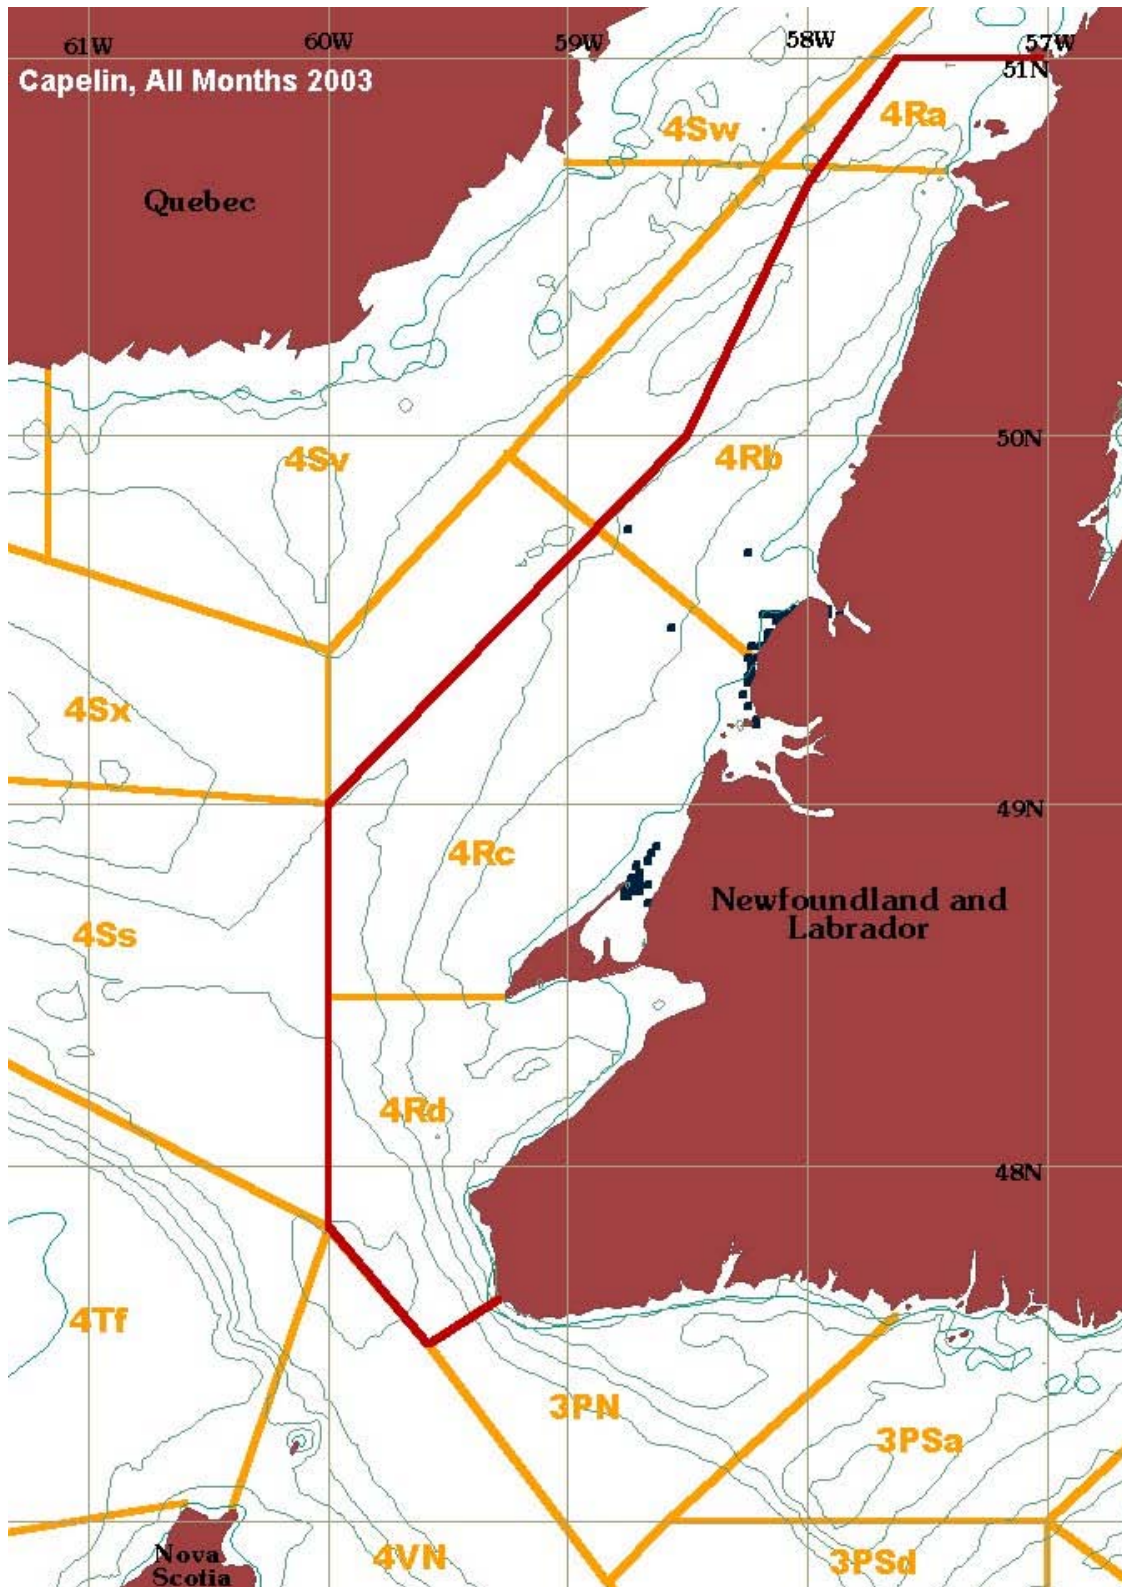 61W
60W
59W
58W
57W
51N
Capelin, All Months 2003
4Ra
4Sw
Quebec
50N
4Sv
4Rb
4Sx
49N
4Rc
Newfoundland and
Labrador
4Ss
4Rd
48N
4Tf
3PN
3PSa
Nova
Scotia
4VN
3PSd